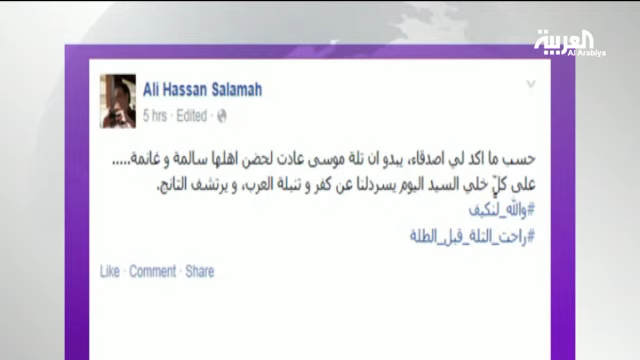 العربية
Al Arabiya
Ali Hassan Salamah
5 hrs · Edited ·
حسب ما اكد لي اصدقاء، يبدو ان تلة موسى عادت لحضن اهلها سالمة و غانمة.....
على كلٍّ خلي السيد اليوم يسردلنا عن كفر و تنبلة العرب، و يرتشف التانج.
#والله_لنكيف
#راحت_التلة_قبل_الطلة
Like · Comment · Share